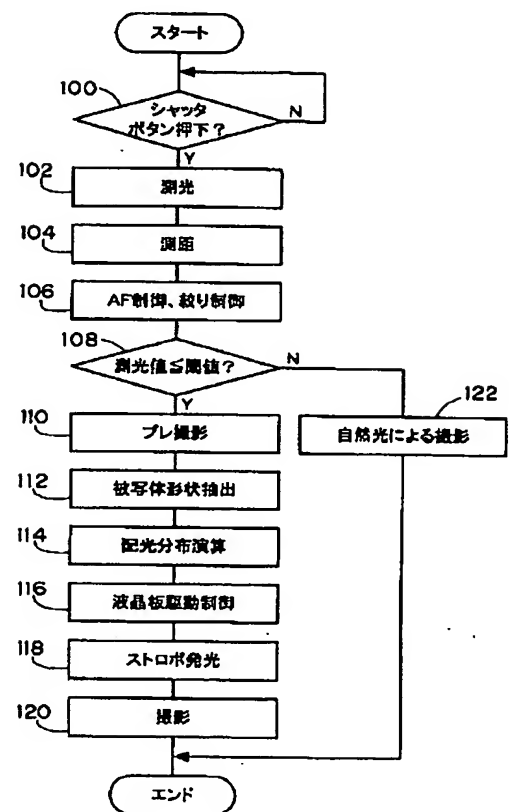 スタート
100
シャッタ
ボタン押下?
N
Y
102
測光
104
測距
106
AF制御、絞り制御
108
測光値≦閾値?
N
Y
122
110
プレ撮影
自然光による撮影
112
被写体形状抽出
114
配光分布演算
116
液晶板駆動制御
118
ストロボ発光
120
撮影
エンド